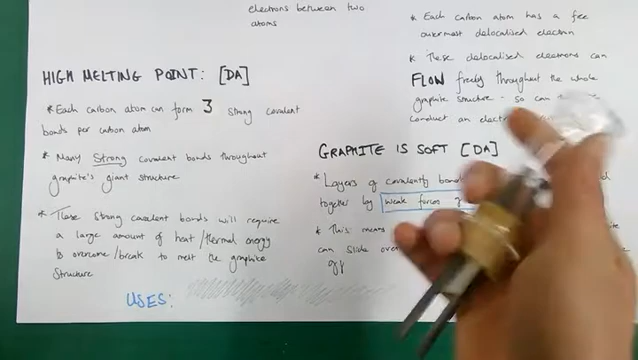 electrons between two
atoms
HIGH MELTING POINT: [DA]
* Each carbon atom can form 3 strong covalent
bonds per carbon atom
* Many Strong covalent bonds throughout
graphite's giant structure
* These strong covalent bonds will require
a large amount of heat/thermal energy
to overcome/break to melt the graphite
structure
USES:
* Each carbon atom has a free
outermost delocalised electron
* These delocalised electrons can
FLOW freely throughout the whole
graphite structure - so can
conduct an
GRAPHITE IS SOFT [DA]
* Layers of covalently
together by weak forces
* This means
can slide